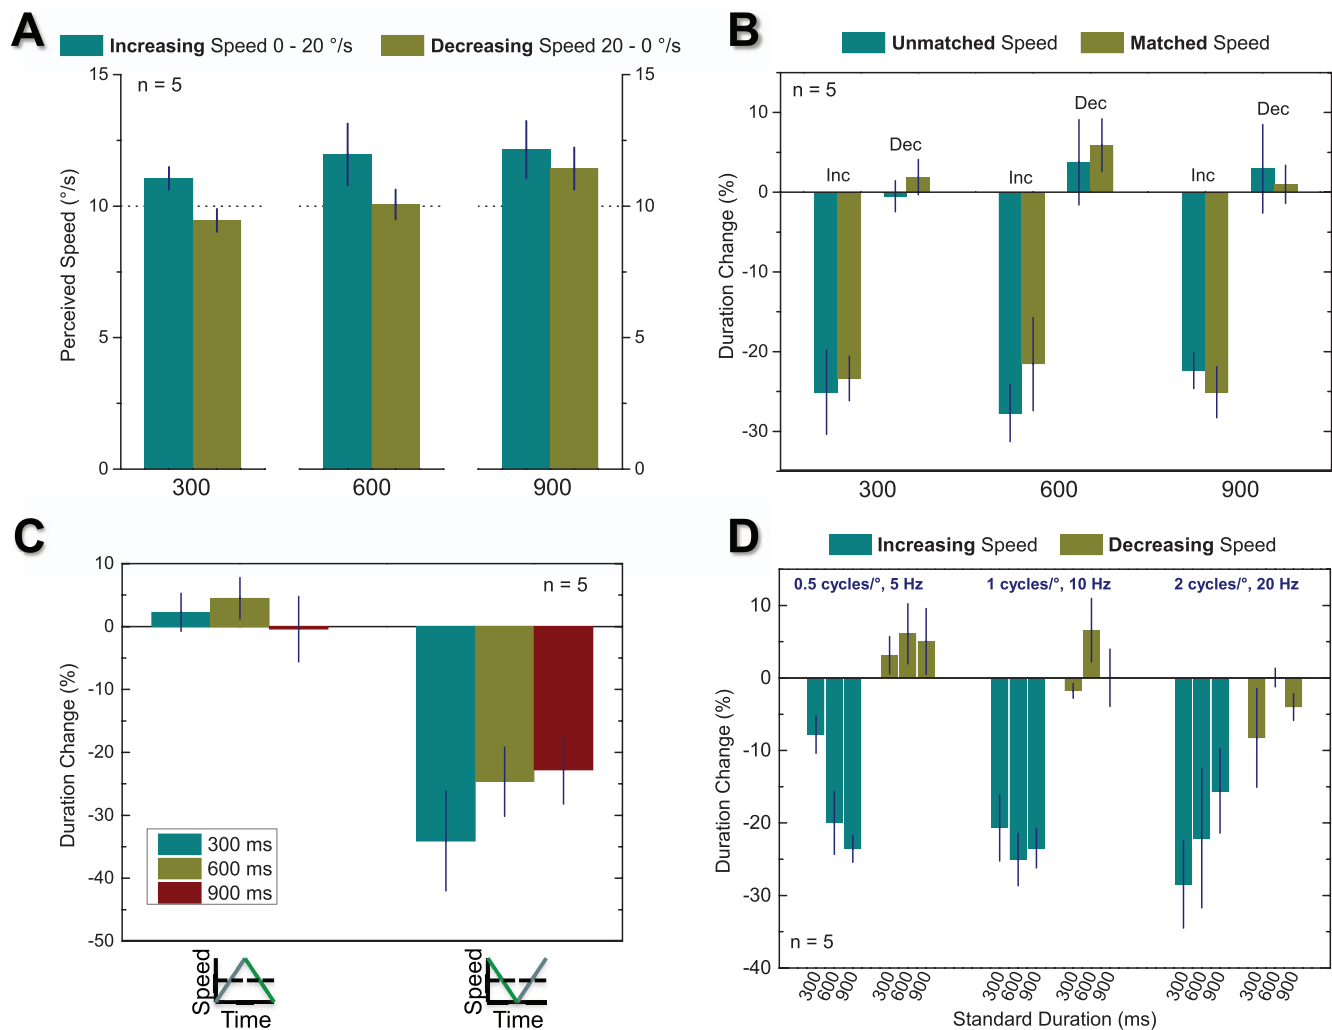 A
Increasing Speed 0 - 20 °/s
Decreasing Speed 20 - 0 °/s
n = 5
15
10
5
0
15
10
5
0
Perceived Speed (°/s)
300
600
900
B
Unmatched Speed
Matched Speed
n = 5
10
0
-10
-20
-30
Duration Change (%)
Inc
Dec
Inc
Dec
Inc
Dec
300
600
900
C
n = 5
10
0
-10
-20
-30
-40
-50
Duration Change (%)
300 ms
600 ms
900 ms
Speed
Time
Speed
Time
D
Increasing Speed
Decreasing Speed
0.5 cycles/°, 5 Hz
1 cycles/°, 10 Hz
2 cycles/°, 20 Hz
10
0
-10
-20
-30
-40
Duration Change (%)
n = 5
300
600
900
300
600
900
300
600
900
300
600
900
300
600
900
300
600
900
Standard Duration (ms)